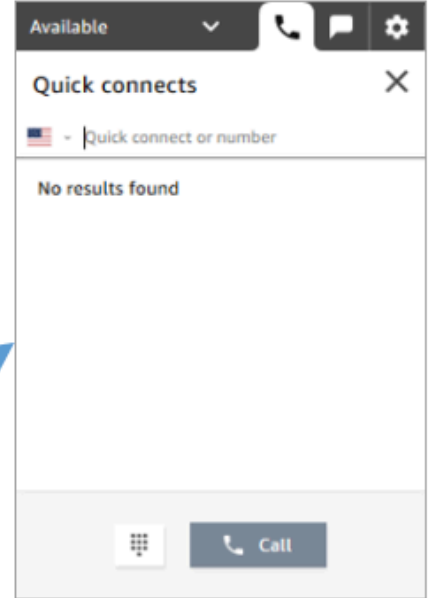 Available
Quick connects
Quick connect or number
No results found
Call